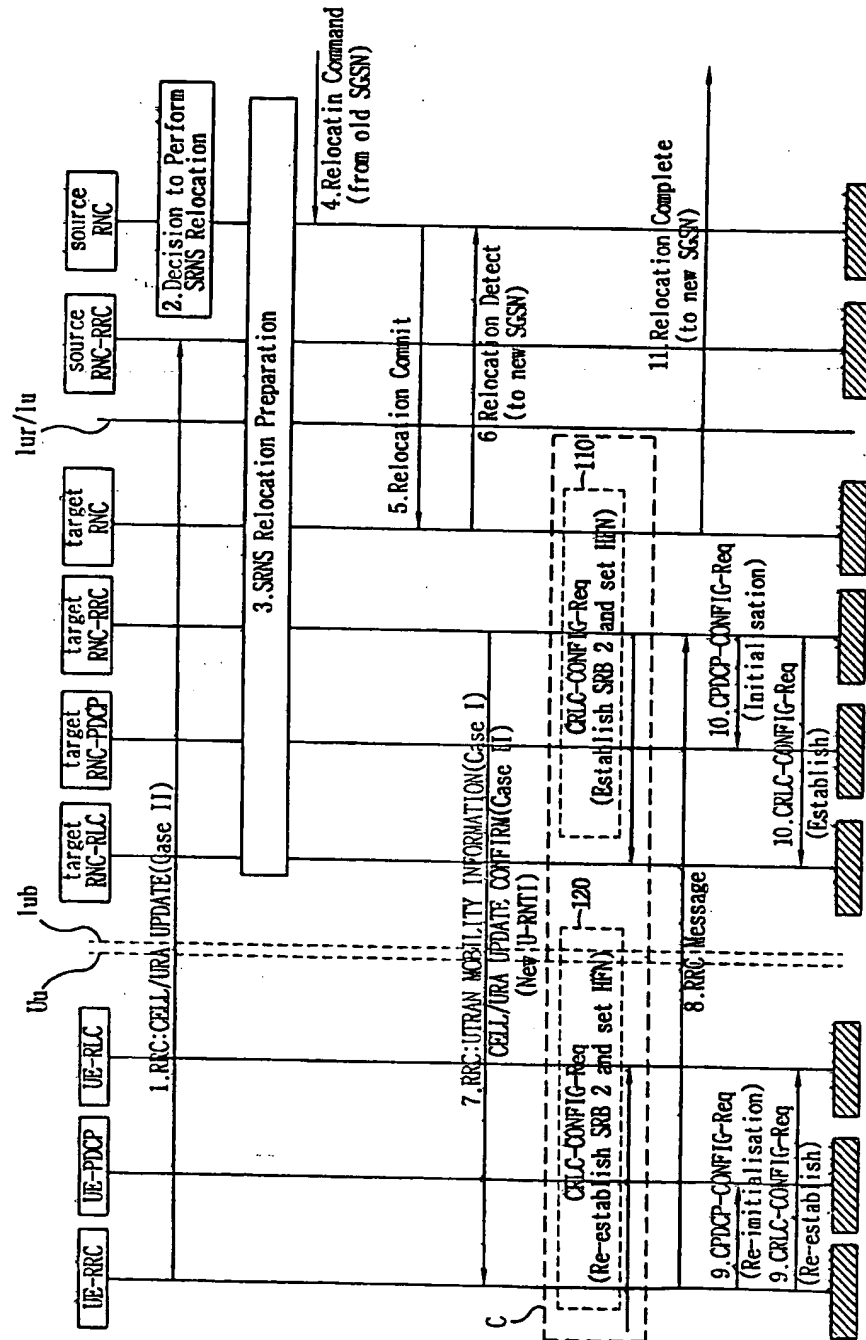 UE-RRC
UE-PDCP
UE-RLC
Uu
Iub
target
RNC-RLC
target
RNC-PDCP
target
RNC-RRC
target
RNC
Iur/Iu
source
RNC-RRC
source
RNC
1.RRC:CELL/URA UPDATE(Case II)
2.Decision to Perform
SRNS Relocation
3.SRNS Relocation Preparation
4.Relocatin Command
(from old SGSN)
5.Relocation Commit
6.Relocation Detect
(to new SGSN)
7.RRC:UTRAN MOBILITY INFORMATION(Case I)
CELL/URA UPDATE CONFIRM(Case II)
(New U-RNTI)
C
120
CRLC-CONFIG-Req
(Re-establish SRB 2 and set HFN)
110
CRLC-CONFIG-Req
(Establish SRB 2 and set HFN)
8.RRC Message
9.CPDCP-CONFIG-Req
(Re-imitialisation)
9.CRLC-CONFIG-Req
(Re-establish)
10.CPDCP-CONFIG-Req
(Initialisation)
10.CRLC-CONFIG-Req
(Establish)
11.Relocation Complete
(to new SGSN)